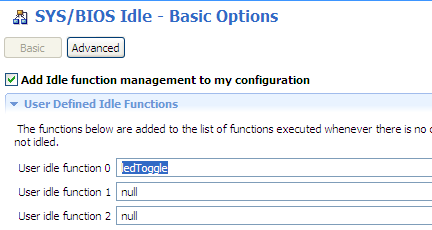 SYS/BIOS Idle - Basic Options
Basic Advanced
Add Idle function management to my configuration
User Defined Idle Functions
The functions below are added to the list of functions executed whenever there is no
not idled.
User idle function 0 ledToggle
User idle function 1 null
User idle function 2 null